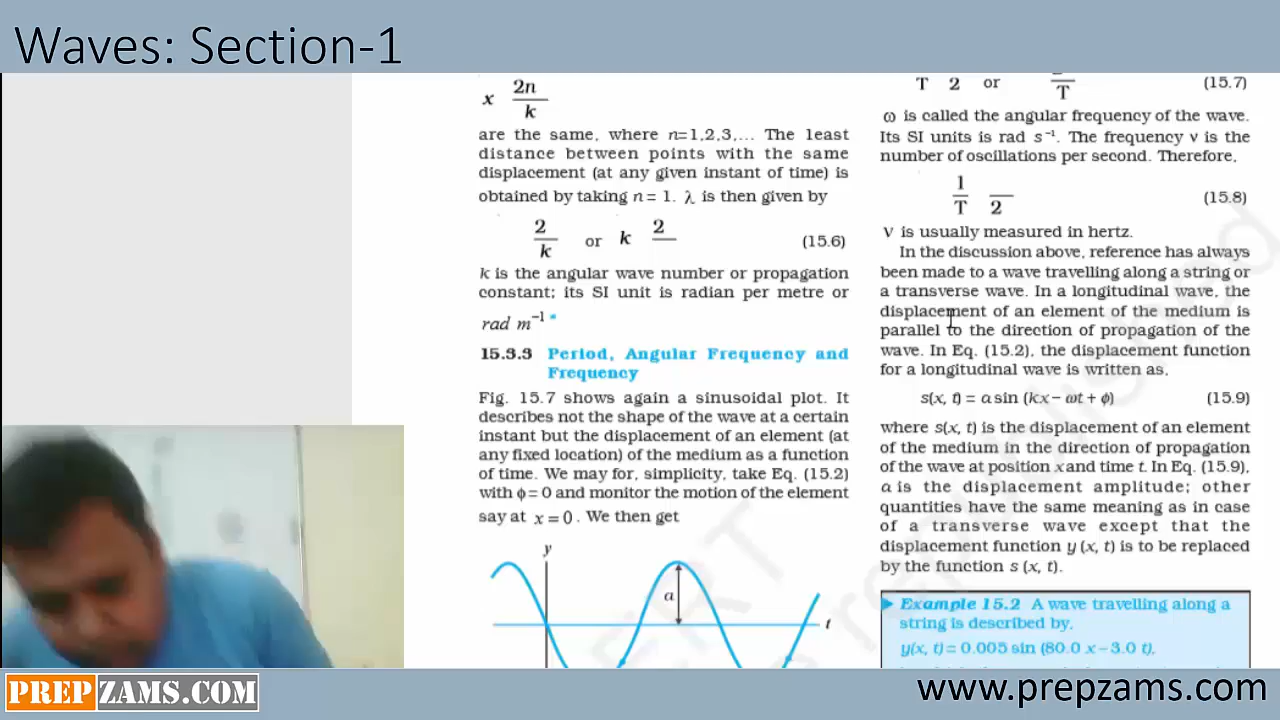 Waves: Section-1
x 2n
k
are the same, where n=1,2,3,... The least
distance between points with the same
displacement (at any given instant of time) is
obtained by taking n = 1. λ is then given by
2
k or k 2 (15.6)
k is the angular wave number or propagation
constant; its SI unit is radian per metre or
rad m⁻¹ *
15.3.3 Period, Angular Frequency and
Frequency
Fig. 15.7 shows again a sinusoidal plot. It
describes not the shape of the wave at a certain
instant but the displacement of an element (at
any fixed location) of the medium as a function
of time. We may for, simplicity, take Eq. (15.2)
with ϕ = 0 and monitor the motion of the element
say at x = 0. We then get
y
a
t
T 2 or T (15.7)
ω is called the angular frequency of the wave.
Its SI units is rad s⁻¹. The frequency ν is the
number of oscillations per second. Therefore,
1
T 2 (15.8)
ν is usually measured in hertz.
In the discussion above, reference has always
been made to a wave travelling along a string or
a transverse wave. In a longitudinal wave, the
displacement of an element of the medium is
parallel to the direction of propagation of the
wave. In Eq. (15.2), the displacement function
for a longitudinal wave is written as,
s(x, t) = a sin (kx − ωt + ϕ) (15.9)
where s(x, t) is the displacement of an element
of the medium in the direction of propagation
of the wave at position x and time t. In Eq. (15.9),
a is the displacement amplitude; other
quantities have the same meaning as in case
of a transverse wave except that the
displacement function y (x, t) is to be replaced
by the function s (x, t).
Example 15.2 A wave travelling along a
string is described by,
y(x, t) = 0.005 sin (80.0 x − 3.0 t),
PREPZAMS.COM
www.prepzams.com